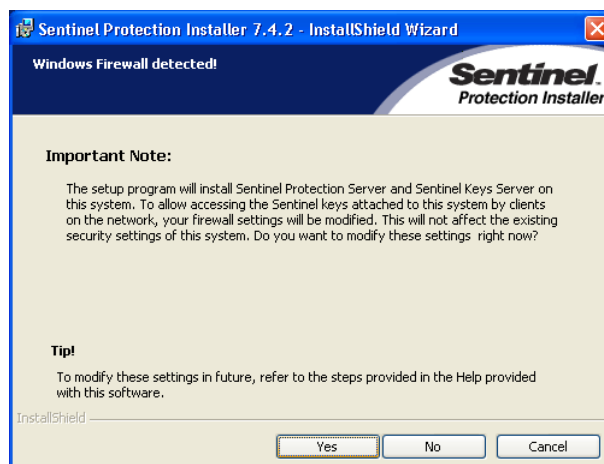 Sentinel Protection Installer 7.4.2 - InstallShield Wizard
Windows Firewall detected!
Sentinel.
Protection Installer
Important Note:
The setup program will install Sentinel Protection Server and Sentinel Keys Server on
this system. To allow accessing the Sentinel keys attached to this system by clients
on the network, your firewall settings will be modified. This will not affect the existing
security settings of this system. Do you want to modify these settings right now?
Tip!
To modify these settings in future, refer to the steps provided in the Help provided
with this software.
InstallShield
Yes No Cancel